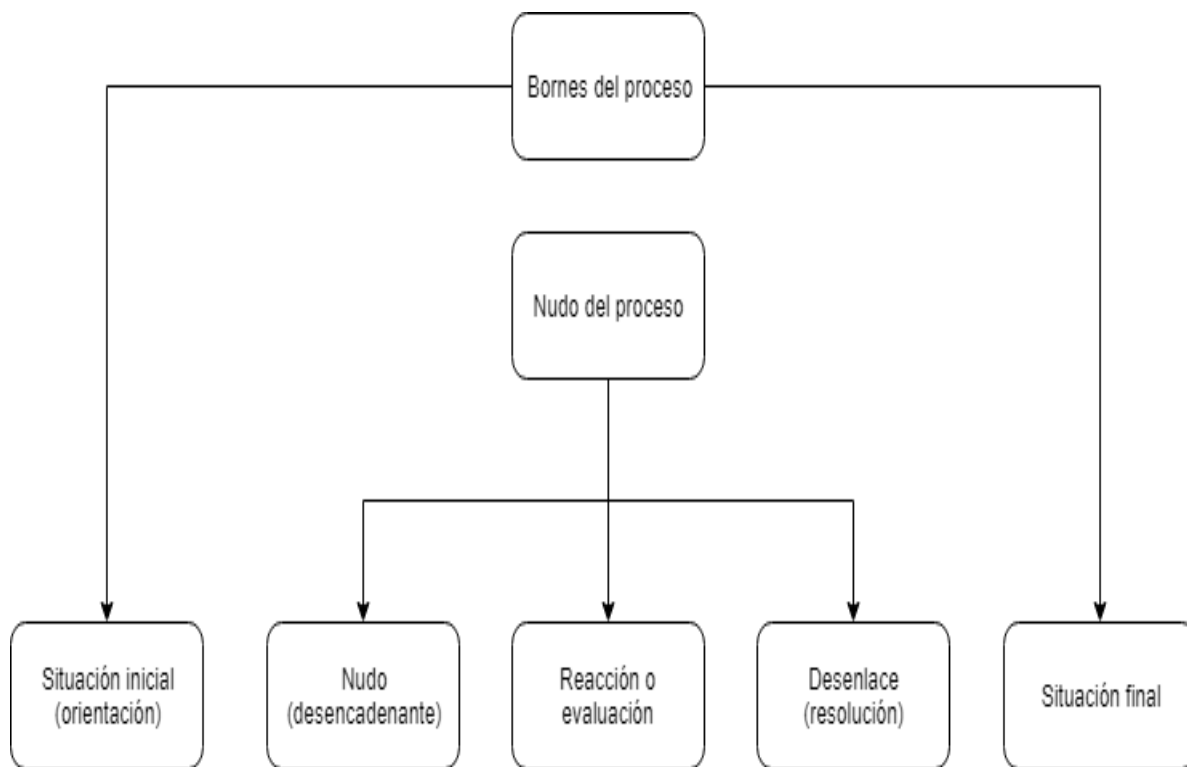 Bornes del proceso
Nudo del proceso
Situación inicial
(orientación)
Nudo
(desencadenante)
Reacción o
evaluación
Desenlace
(resolución)
Situación final